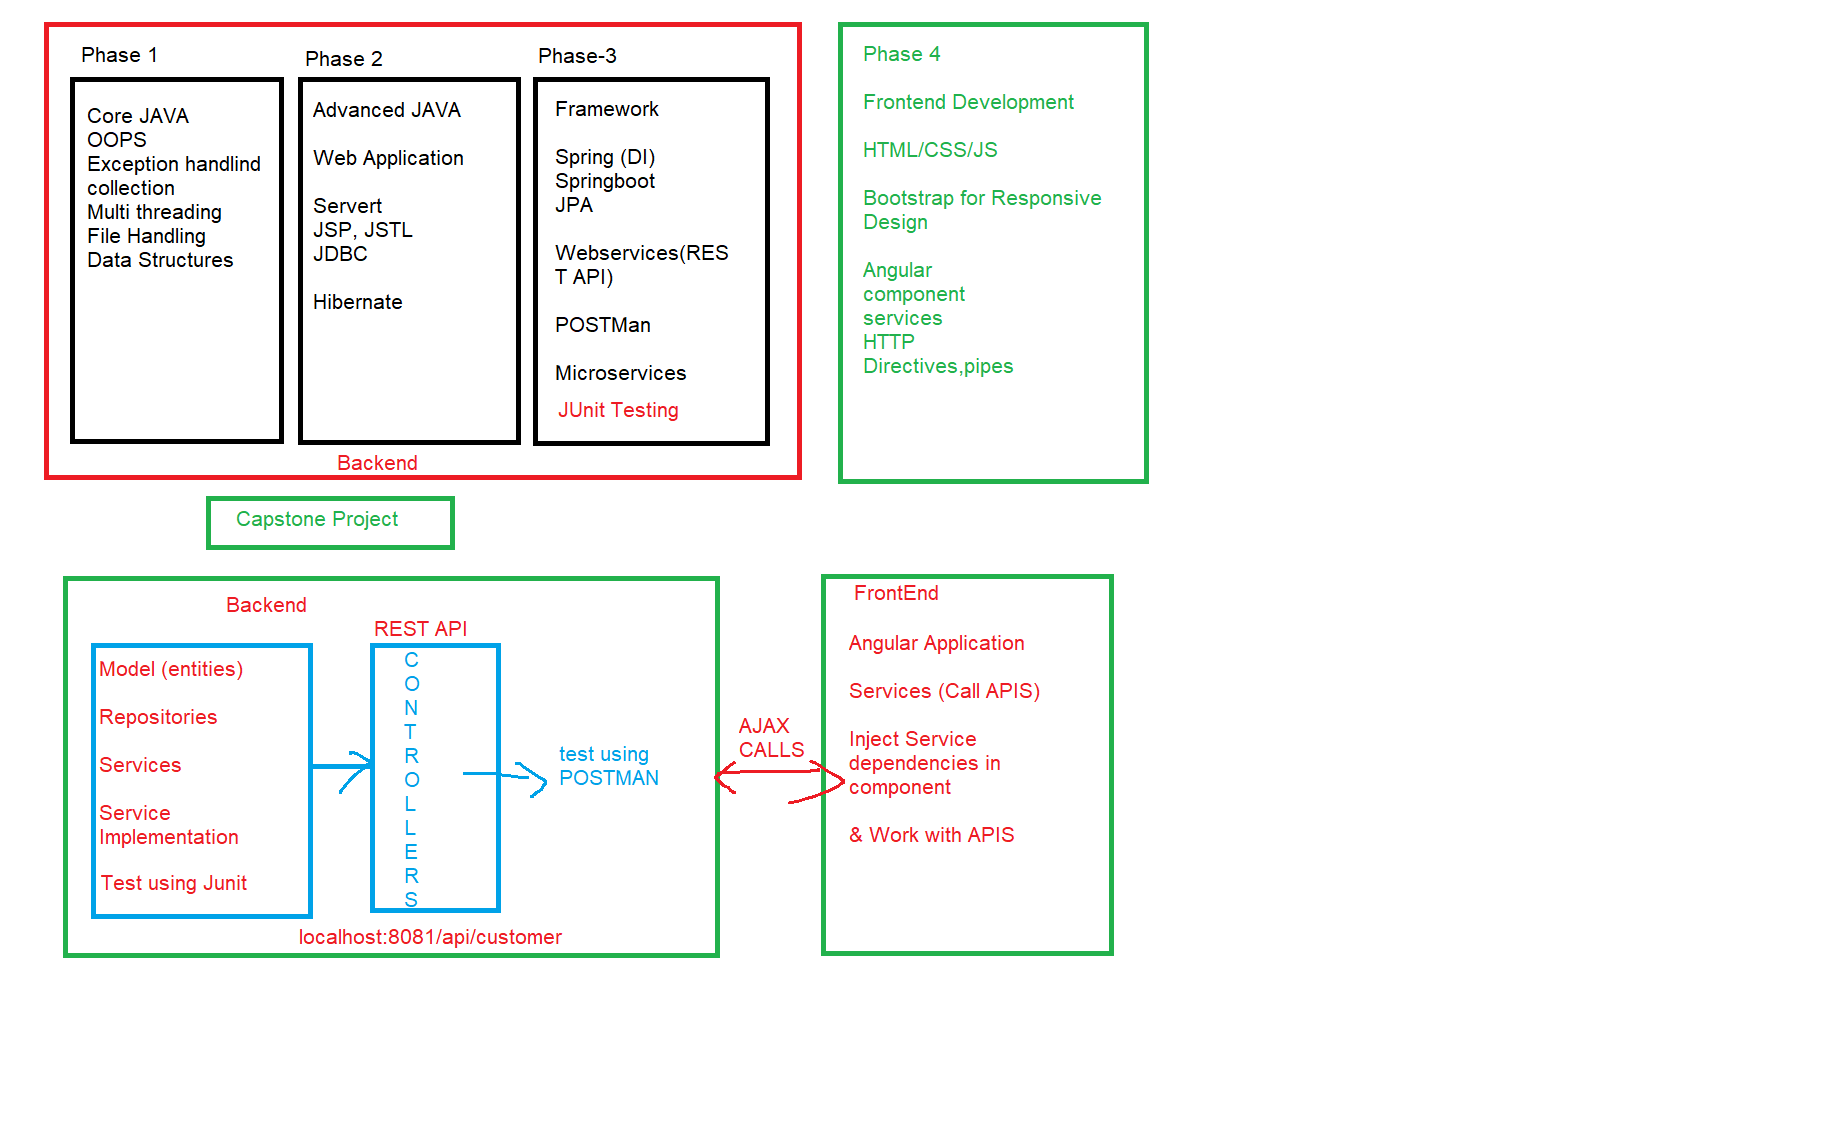 Phase 1
Core JAVA
OOPS
Exception handlind
collection
Multi threading
File Handling
Data Structures
Phase 2
Advanced JAVA
Web Application
Servert
JSP, JSTL
JDBC
Hibernate
Phase-3
Framework
Spring (DI)
Springboot
JPA
Webservices(RES
T API)
POSTMan
Microservices
JUnit Testing
Backend
Phase 4
Frontend Development
HTML/CSS/JS
Bootstrap for Responsive
Design
Angular
component
services
HTTP
Directives,pipes
Capstone Project
Backend
Model (entities)
Repositories
Services
Service
Implementation
Test using Junit
REST API
C
O
N
T
R
O
L
L
E
R
S
test using
POSTMAN
localhost:8081/api/customer
AJAX
CALLS
FrontEnd
Angular Application
Services (Call APIS)
Inject Service
dependencies in
component
& Work with APIS